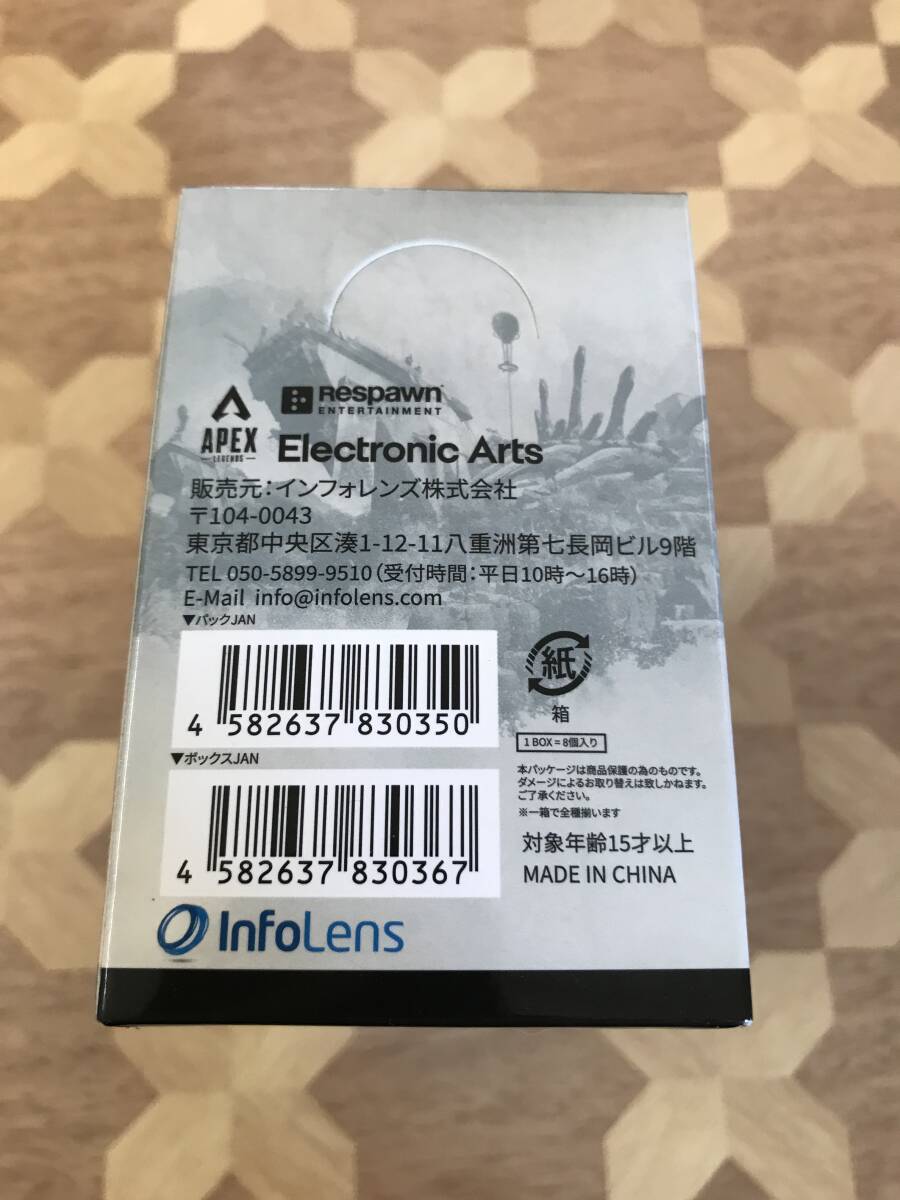 Respawn
ENTERTAINMENT
APEX
LEGENDS
Electronic Arts
販売元：インフォレンズ株式会社
〒104-0043
東京都中央区湊1-12-11八重洲第七長岡ビル9階
TEL 050-5899-9510（受付時間：平日10時～16時）
E-Mail info@infolens.com
▼パックJAN
4 582637 830350
▼ボックスJAN
4 582637 830367
紙
箱
1 BOX = 8個入り
本パッケージは商品保護の為のものです。
ダメージによるお取り替えは致しかねます。
ご了承ください。
※一箱で全種揃います
対象年齢15才以上
MADE IN CHINA
InfoLens